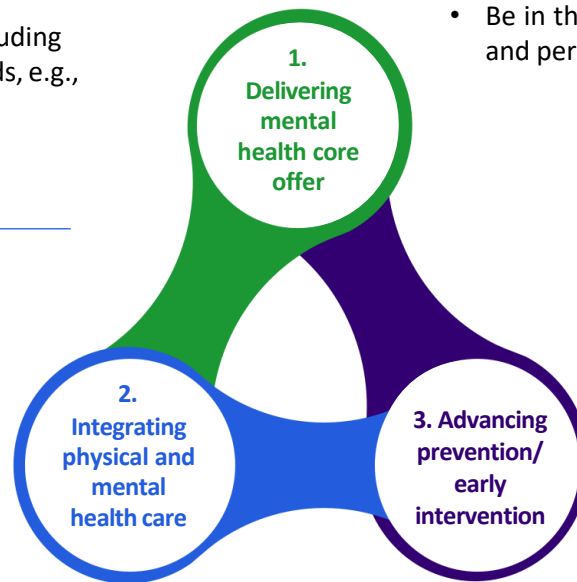 ds, e.g.,
• Be in th
and per
1.
Delivering
mental
health core
offer
2.
Integrating
physical and
mental
health care
3. Advancing
prevention/
early
intervention